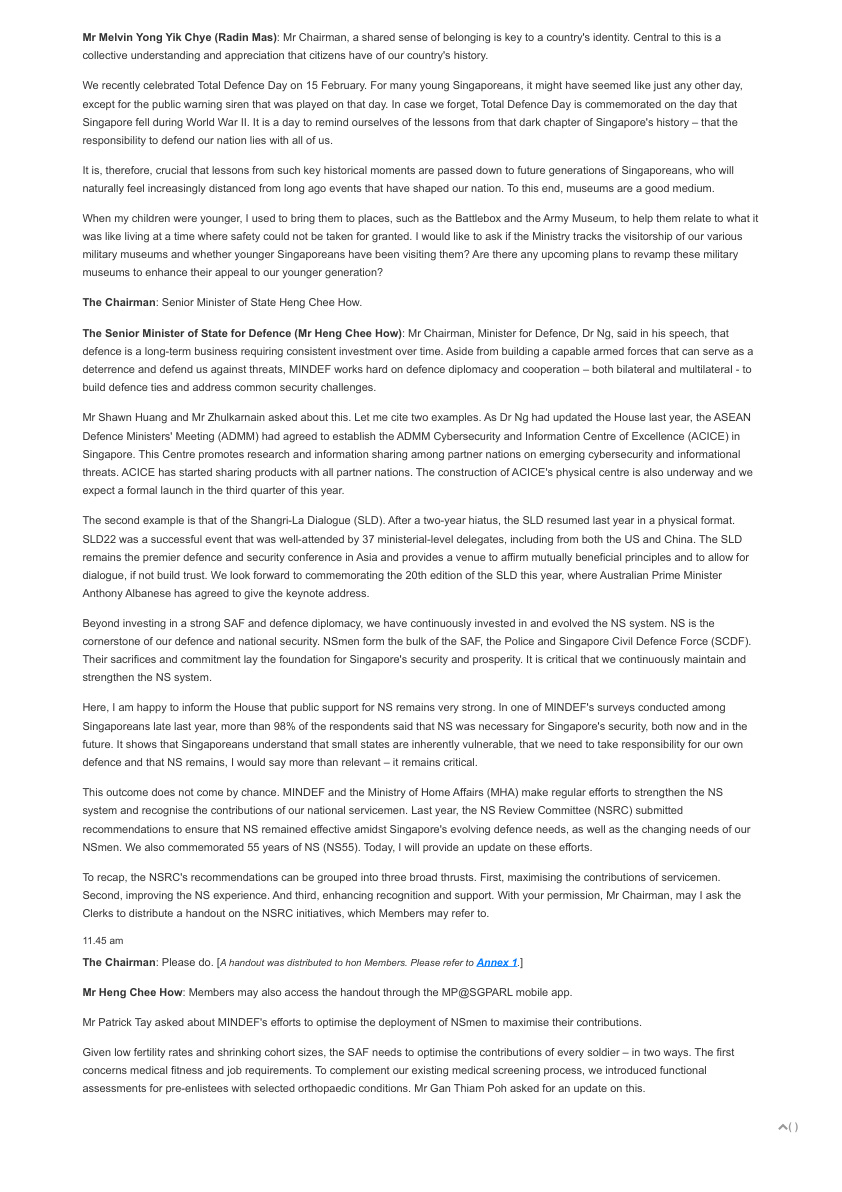 Mr Melvin Yong Yik Chye (Radin Mas): Mr Chairman, a shared sense of belonging is key to a country's identity. Central to this is a
collective understanding and appreciation that citizens have of our country's history.
We recently celebrated Total Defence Day on 15 February. For many young Singaporeans, it might have seemed like just any other day,
except for the public warning siren that was played on that day. In case we forget, Total Defence Day is commemorated on the day that
Singapore fell during World War II. It is a day to remind ourselves of the lessons from that dark chapter of Singapore's history – that the
responsibility to defend our nation lies with all of us.
It is, therefore, crucial that lessons from such key historical moments are passed down to future generations of Singaporeans, who will
naturally feel increasingly distanced from long ago events that have shaped our nation. To this end, museums are a good medium.
When my children were younger, I used to bring them to places, such as the Battlebox and the Army Museum, to help them relate to what it
was like living at a time where safety could not be taken for granted. I would like to ask if the Ministry tracks the visitorship of our various
military museums and whether younger Singaporeans have been visiting them? Are there any upcoming plans to revamp these military
museums to enhance their appeal to our younger generation?
The Chairman: Senior Minister of State Heng Chee How.
The Senior Minister of State for Defence (Mr Heng Chee How): Mr Chairman, Minister for Defence, Dr Ng, said in his speech, that
defence is a long-term business requiring consistent investment over time. Aside from building a capable armed forces that can serve as a
deterrence and defend us against threats, MINDEF works hard on defence diplomacy and cooperation – both bilateral and multilateral - to
build defence ties and address common security challenges.
Mr Shawn Huang and Mr Zhulkarnain asked about this. Let me cite two examples. As Dr Ng had updated the House last year, the ASEAN
Defence Ministers' Meeting (ADMM) had agreed to establish the ADMM Cybersecurity and Information Centre of Excellence (ACICE) in
Singapore. This Centre promotes research and information sharing among partner nations on emerging cybersecurity and informational
threats. ACICE has started sharing products with all partner nations. The construction of ACICE's physical centre is also underway and we
expect a formal launch in the third quarter of this year.
The second example is that of the Shangri-La Dialogue (SLD). After a two-year hiatus, the SLD resumed last year in a physical format.
SLD22 was a successful event that was well-attended by 37 ministerial-level delegates, including from both the US and China. The SLD
remains the premier defence and security conference in Asia and provides a venue to affirm mutually beneficial principles and to allow for
dialogue, if not build trust. We look forward to commemorating the 20th edition of the SLD this year, where Australian Prime Minister
Anthony Albanese has agreed to give the keynote address.
Beyond investing in a strong SAF and defence diplomacy, we have continuously invested in and evolved the NS system. NS is the
cornerstone of our defence and national security. NSmen form the bulk of the SAF, the Police and Singapore Civil Defence Force (SCDF).
Their sacrifices and commitment lay the foundation for Singapore's security and prosperity. It is critical that we continuously maintain and
strengthen the NS system.
Here, I am happy to inform the House that public support for NS remains very strong. In one of MINDEF's surveys conducted among
Singaporeans late last year, more than 98% of the respondents said that NS was necessary for Singapore's security, both now and in the
future. It shows that Singaporeans understand that small states are inherently vulnerable, that we need to take responsibility for our own
defence and that NS remains, I would say more than relevant – it remains critical.
This outcome does not come by chance. MINDEF and the Ministry of Home Affairs (MHA) make regular efforts to strengthen the NS
system and recognise the contributions of our national servicemen. Last year, the NS Review Committee (NSRC) submitted
recommendations to ensure that NS remained effective amidst Singapore's evolving defence needs, as well as the changing needs of our
NSmen. We also commemorated 55 years of NS (NS55). Today, I will provide an update on these efforts.
To recap, the NSRC's recommendations can be grouped into three broad thrusts. First, maximising the contributions of servicemen.
Second, improving the NS experience. And third, enhancing recognition and support. With your permission, Mr Chairman, may I ask the
Clerks to distribute a handout on the NSRC initiatives, which Members may refer to.
11.45 am
The Chairman: Please do. [A handout was distributed to hon Members. Please refer to Annex 1.]
Mr Heng Chee How: Members may also access the handout through the MP@SGPARL mobile app.
Mr Patrick Tay asked about MINDEF's efforts to optimise the deployment of NSmen to maximise their contributions.
Given low fertility rates and shrinking cohort sizes, the SAF needs to optimise the contributions of every soldier – in two ways. The first
concerns medical fitness and job requirements. To complement our existing medical screening process, we introduced functional
assessments for pre-enlistees with selected orthopaedic conditions. Mr Gan Thiam Poh asked for an update on this.
( )